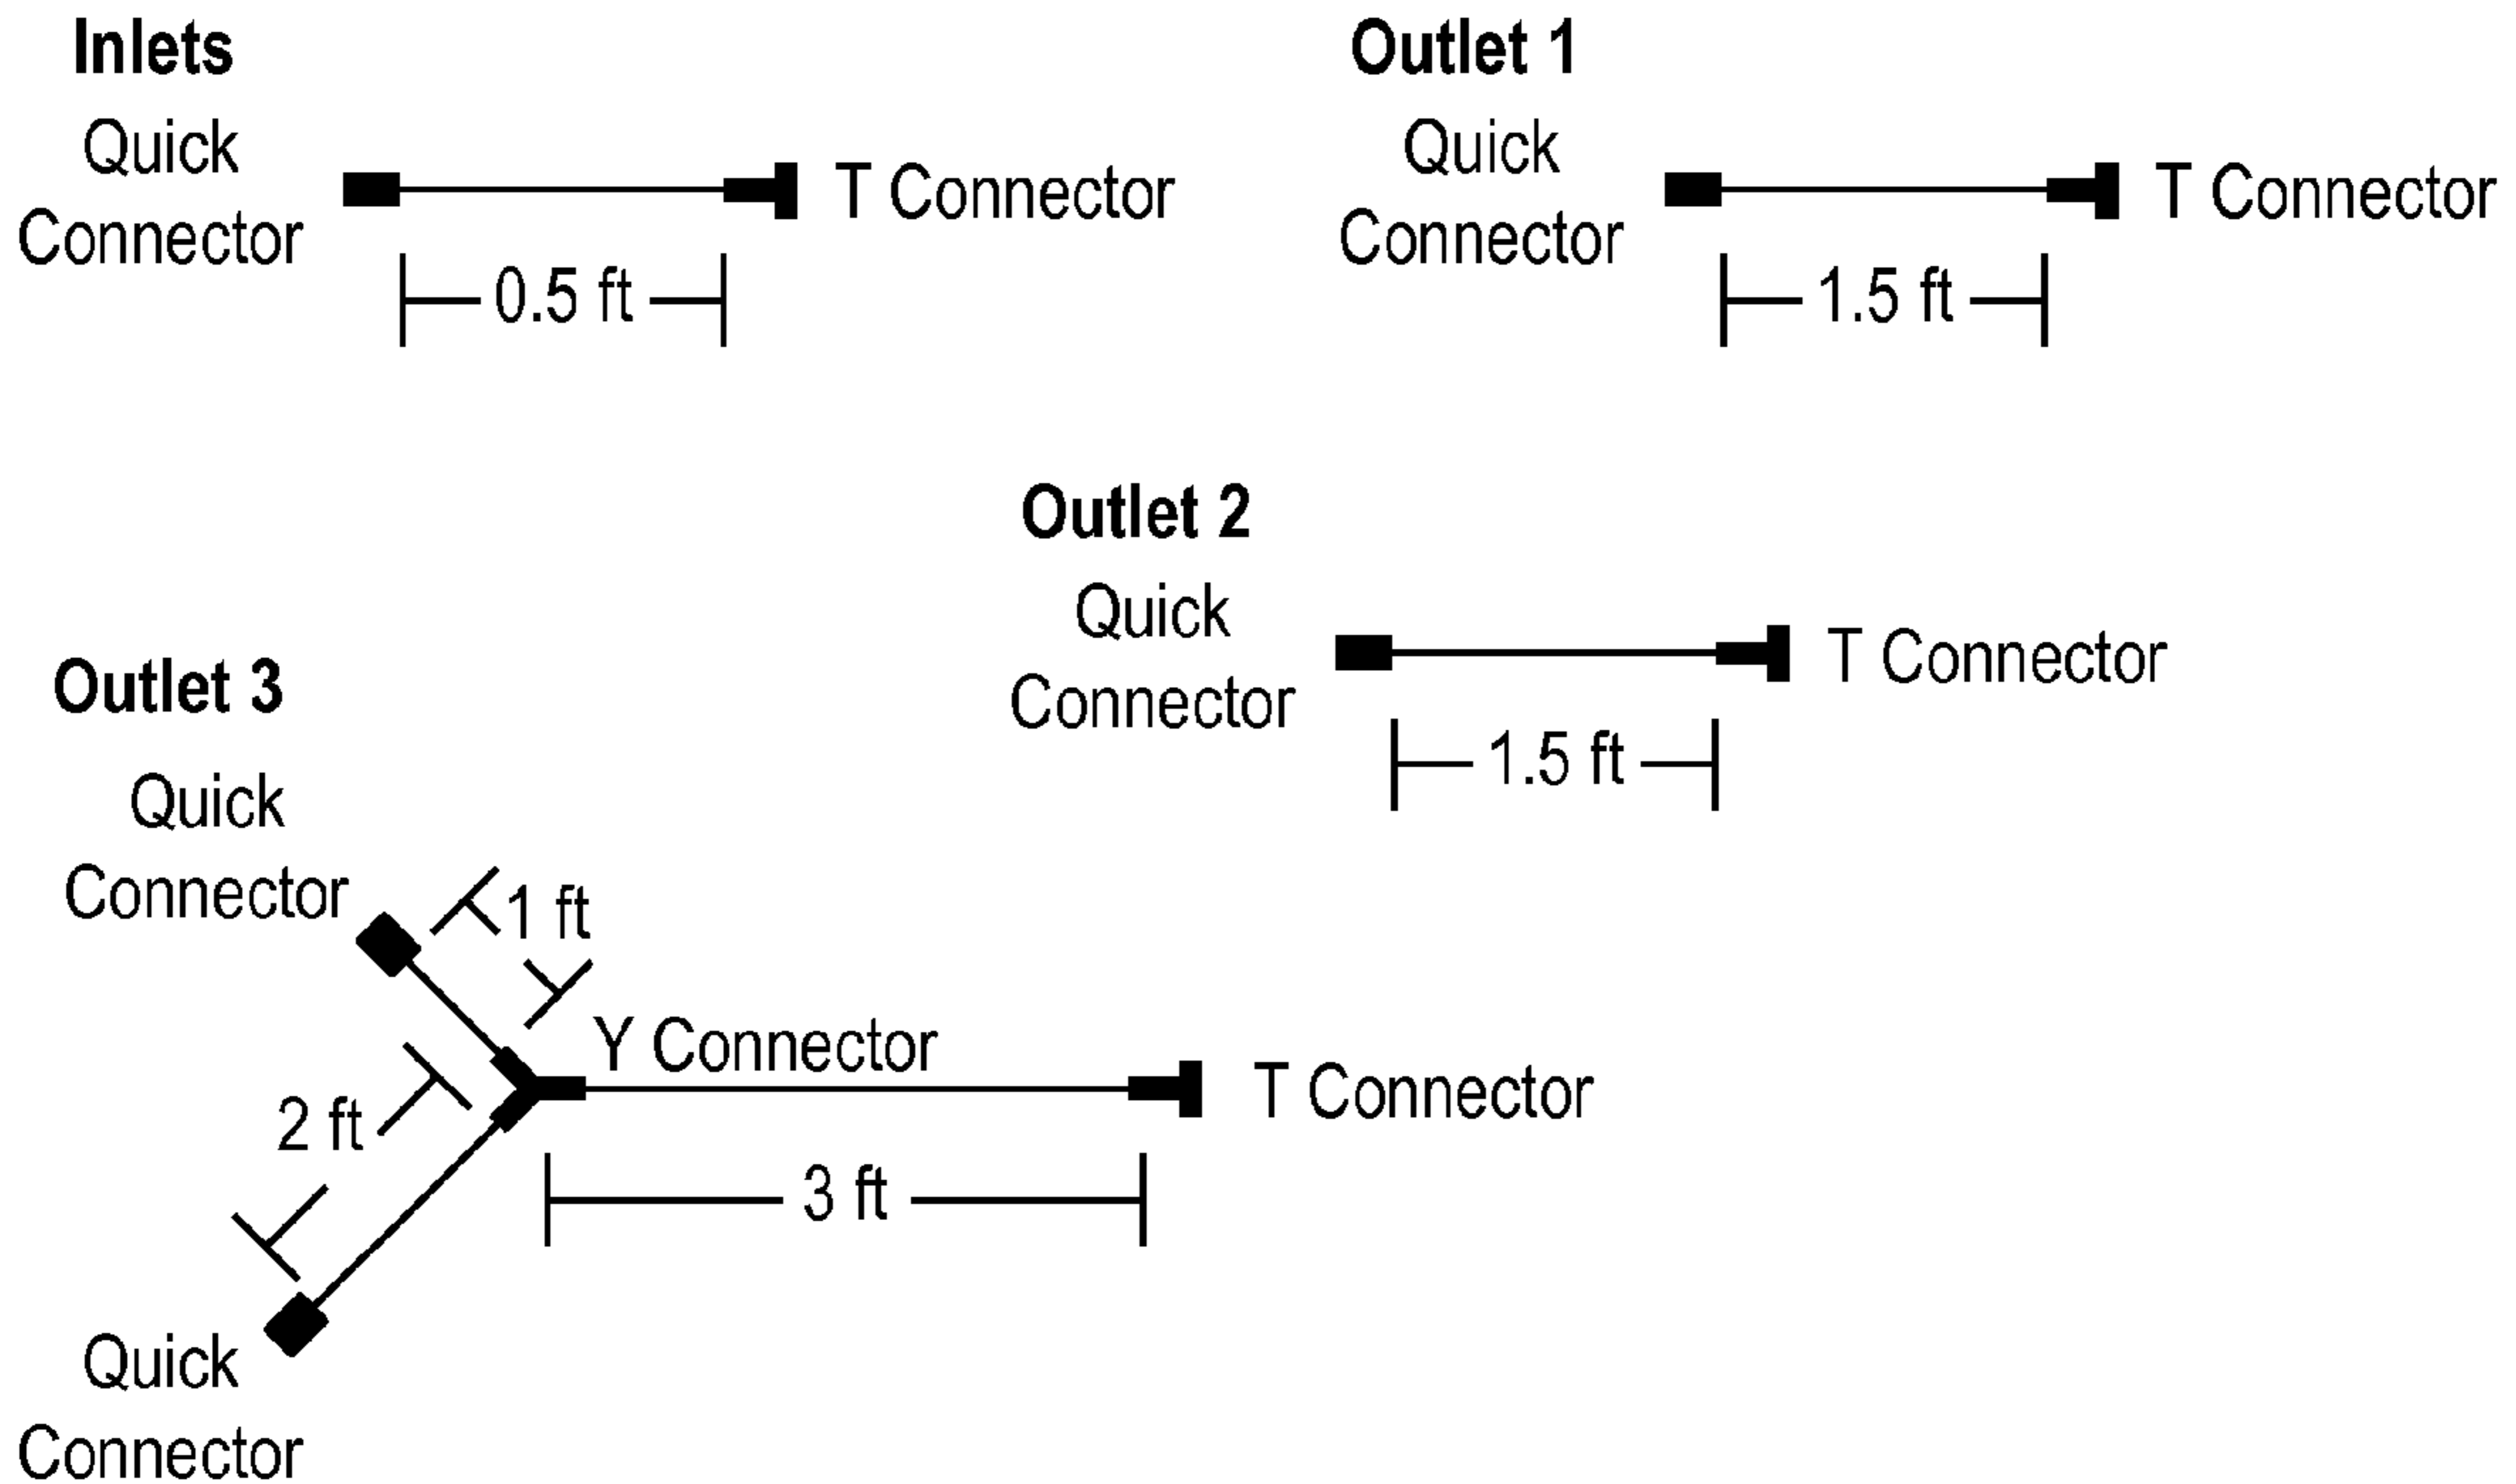 Inlets
Quick
Connector
T Connector
0.5 ft
Outlet 1
Quick
Connector
T Connector
1.5 ft
Outlet 2
Quick
Connector
T Connector
1.5 ft
Outlet 3
Quick
Connector
1 ft
Y Connector
T Connector
2 ft
3 ft
Quick
Connector